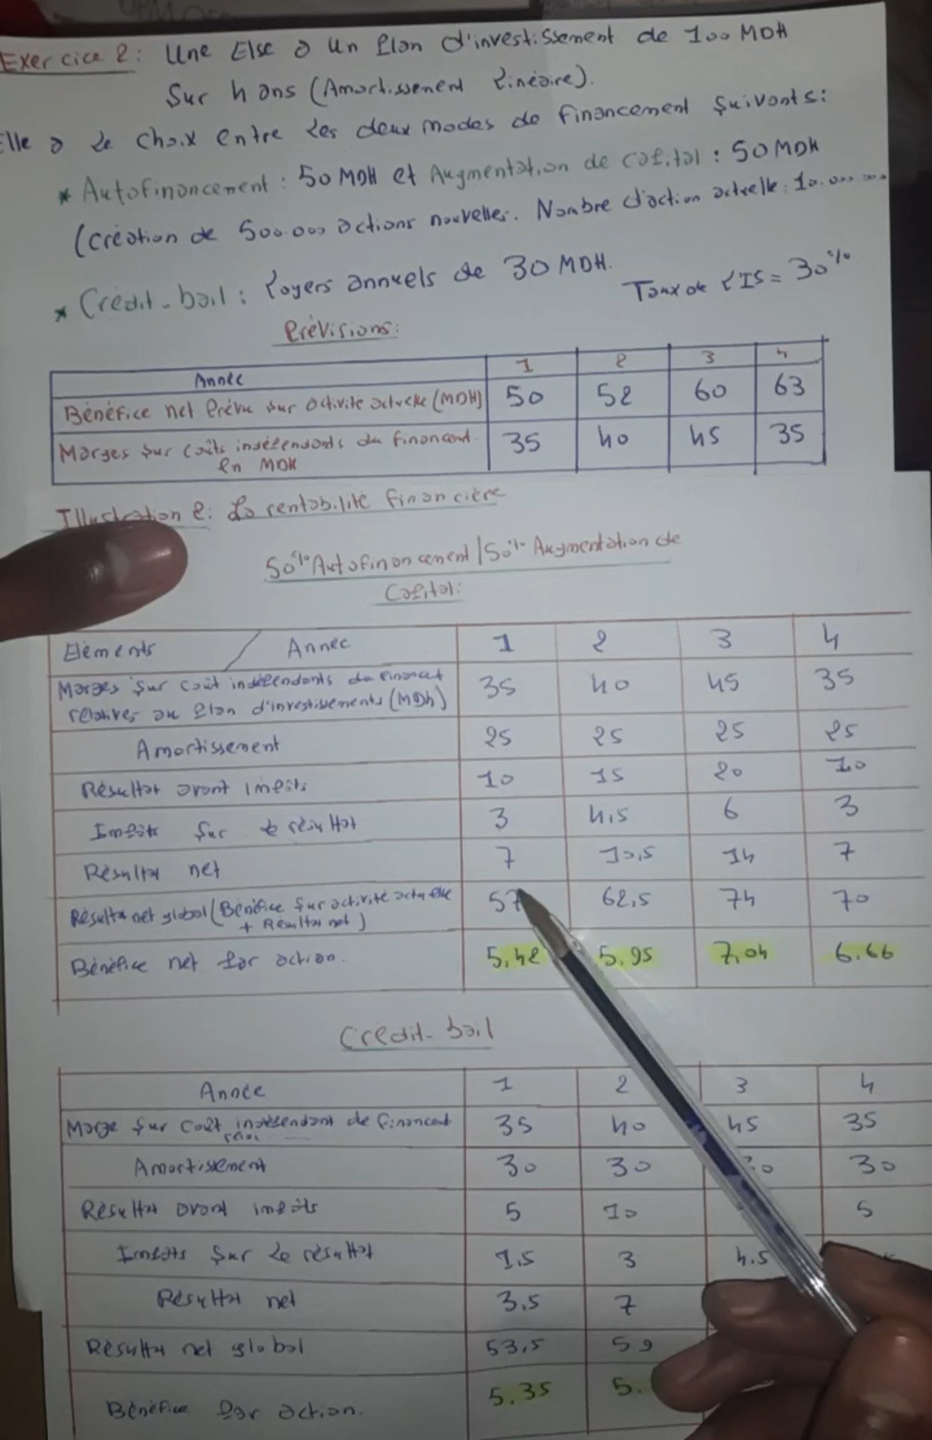 Exercice 2: Une Else a un plan d'investissement de 100 MDH
Sur 4 ans (Amortissement linéaire).
Elle a le choix entre les deux modes de financement suivants:
* Autofinancement: 50 MDH et Augmentation de capital: 50 MDH
(création de 500.000 actions nouvelles. Nombre d'action actuelle: 10.000.000
* Crédit-bail: loyers annuels de 30 MDH.
Taux de l'IS = 30%
Prévisions:
Année 1 2 3 4
Bénéfice net Prévu sur activité actuelle (MDH) 50 52 60 63
Marges sur coûts indépendants du financemt. 35 40 45 35
en MDH
Illustration 2: La rentabilité financière
50% Autofinancement / 50% Augmentation de
Capital:
Eléments / Année 1 2 3 4
Marges sur coût indépendants du financet
relatives au plan d'investissements (MDh) 35 40 45 35
Amortissement 25 25 25 25
Résultat avant impôts 10 15 20 10
Impôts sur le résultat 3 4,5 6 3
Résultat net 7 10,5 14 7
Résultat net global (Bénéfice sur activité actuelle 57 62,5 74 70
+ Résultat net)
Bénéfice net par action. 5,42 5,95 7,04 6,66
Crédit-bail
Année 1 2 3 4
Marge sur coût indépendant de financemt 35 40 45 35
Amortissement 30 30 30
Résultat avant impôts 5 10 5
Impôts sur le résultat 1,5 3 4,5
Résultat net 3,5 7
Résultat net global 53,5 59
Bénéfice par action. 5,35 5,